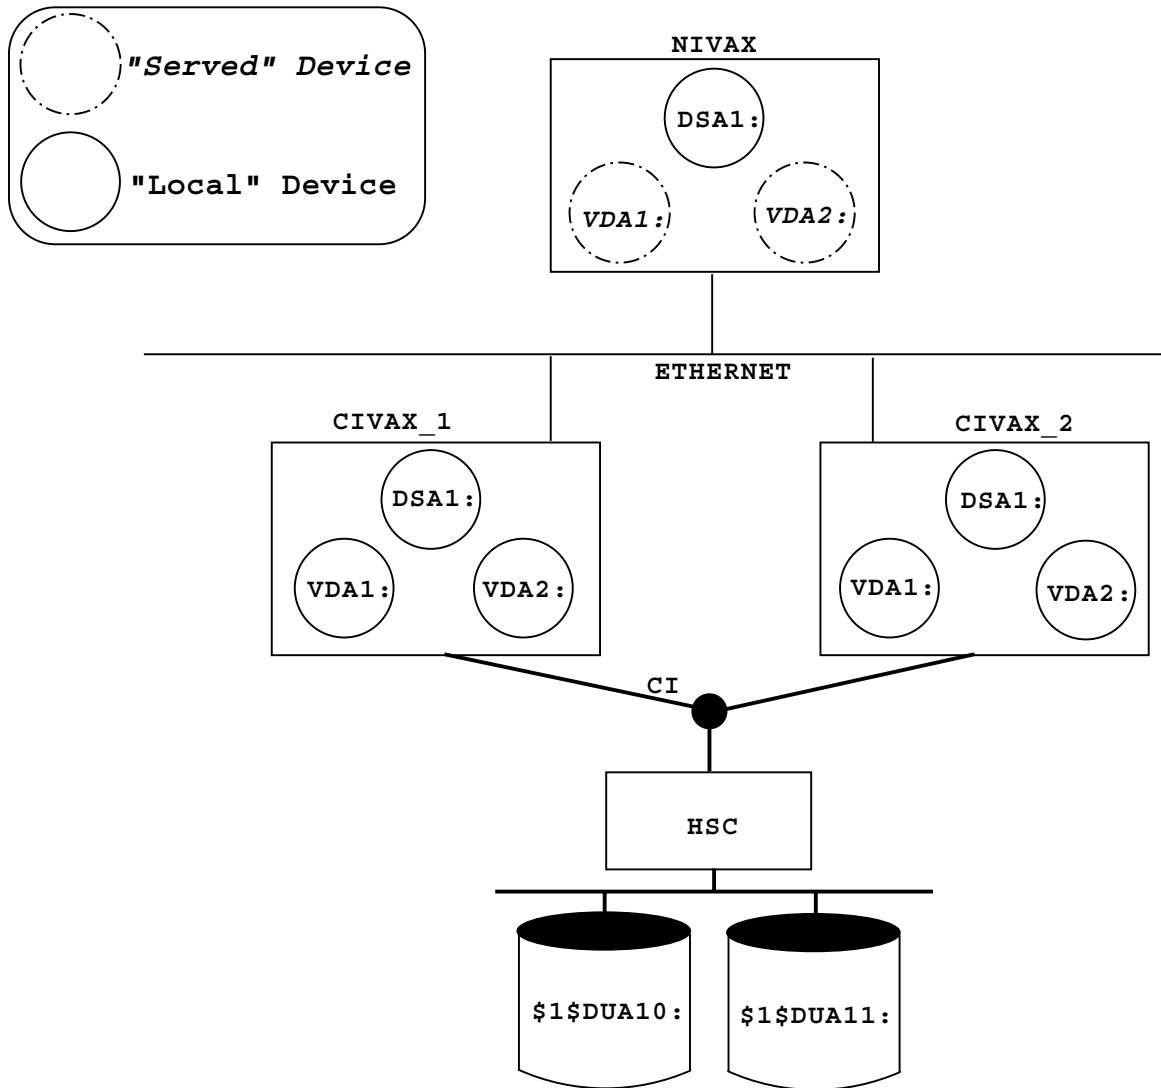 "Served" Device
"Local" Device
NIVAX
DSA1:
VDA1:
VDA2:
ETHERNET
CIVAX_1
DSA1:
VDA1:
VDA2:
CIVAX_2
DSA1:
VDA1:
VDA2:
CI
HSC
$1$DUA10:
$1$DUA11: